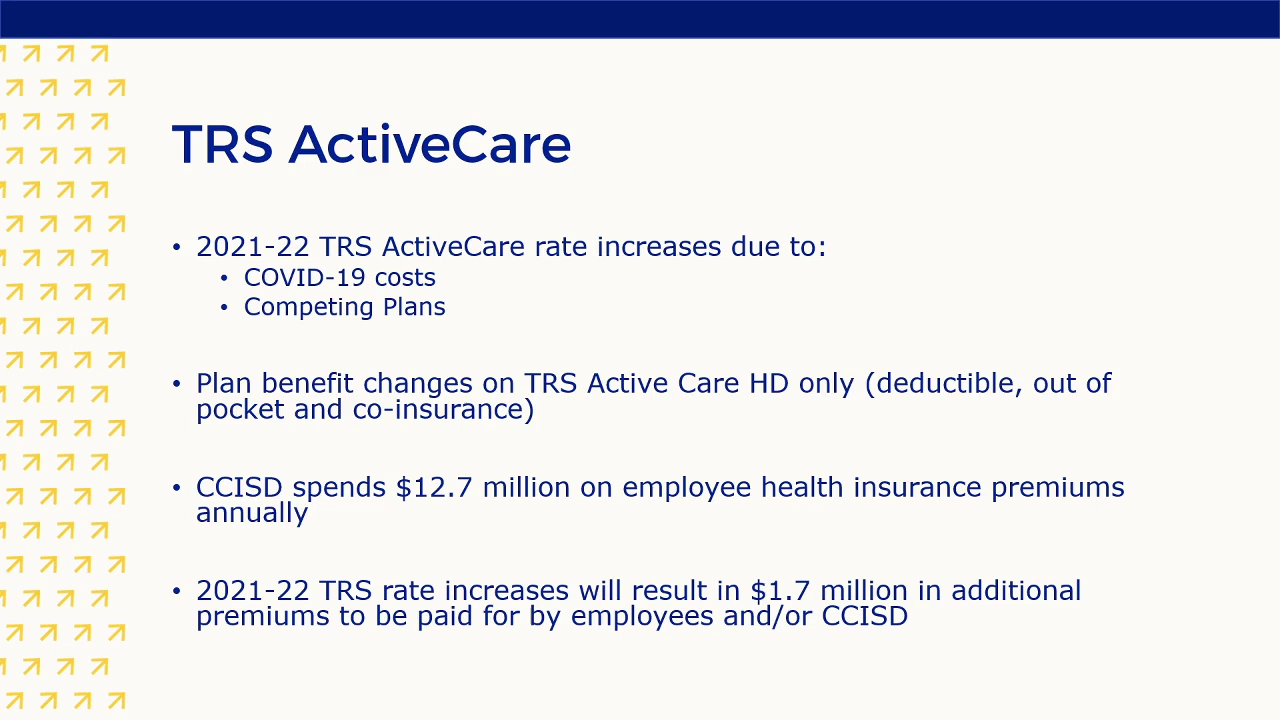 TRS ActiveCare
• 2021-22 TRS ActiveCare rate increases due to:
• COVID-19 costs
• Competing Plans
• Plan benefit changes on TRS Active Care HD only (deductible, out of
pocket and co-insurance)
• CCISD spends $12.7 million on employee health insurance premiums
annually
• 2021-22 TRS rate increases will result in $1.7 million in additional
premiums to be paid for by employees and/or CCISD